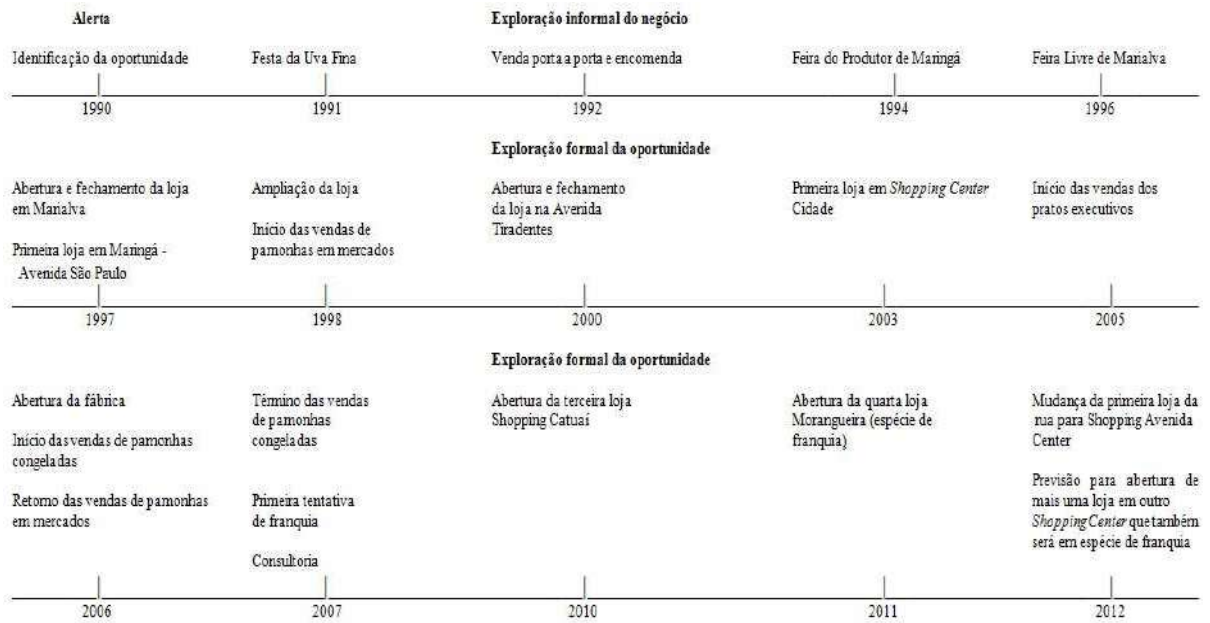 Alerta
Exploração informal do negócio
Identificação da oportunidade
Festa da Uva Fina
Venda porta a porta e encomenda
Feira do Produtor de Maringá
Feira Livre de Marialva
1990
1991
1992
1994
1996
Exploração formal da oportunidade
Abertura e fechamento da loja
em Marialva
Primeira loja em Maringá -
Avenida São Paulo
Ampliação da loja
Início das vendas de
pamonhas em mercados
Abertura e fechamento
da loja na Avenida
Tiradentes
Primeira loja em Shopping Center
Cidade
Início das vendas dos
pratos executivos
1997
1998
2000
2003
2005
Exploração formal da oportunidade
Abertura da fábrica
Início das vendas de pamonhas
congeladas
Retorno das vendas de pamonhas
em mercados
Término das vendas
de pamonhas
congeladas
Primeira tentativa
de franquia
Consultoria
Abertura da terceira loja
Shopping Catuaí
Abertura da quarta loja
Morangueira (espécie de
franquia)
Mudança da primeira loja da
rua para Shopping Avenida
Center
Previsão para abertura de
mais uma loja em outro
Shopping Center que também
será em espécie de franquia
2006
2007
2010
2011
2012